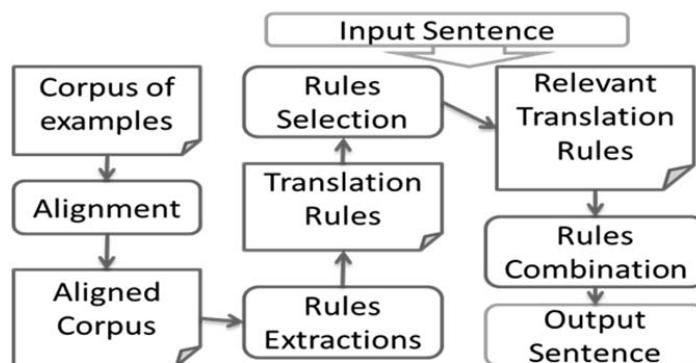 Input Sentence
Corpus of
examples
Alignment
Aligned
Corpus
Rules
Extractions
Translation
Rules
Rules
Selection
Relevant
Translation
Rules
Rules
Combination
Output
Sentence